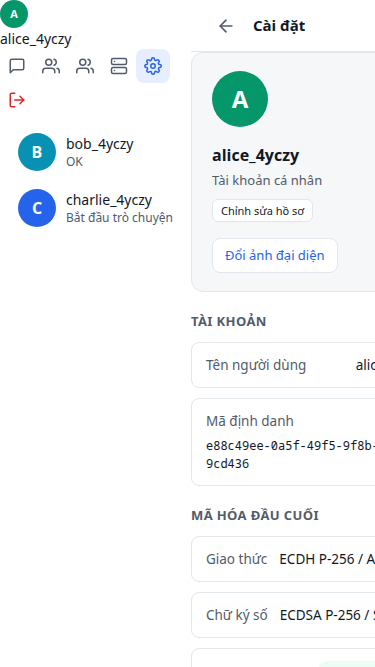 A
alice_4yczy
B
bob_4yczy
OK
C
charlie_4yczy
Bắt đầu trò chuyện
Cài đặt
A
alice_4yczy
Tài khoản cá nhân
Chỉnh sửa hồ sơ
Đổi ảnh đại diện
TÀI KHOẢN
Tên người dùng
Mã định danh
e88c49ee-0a5f-49f5-9f8b-
9cd436
MÃ HÓA ĐẦU CUỐI
Giao thức ECDH P-256 /
Chữ ký số ECDSA P-256 /